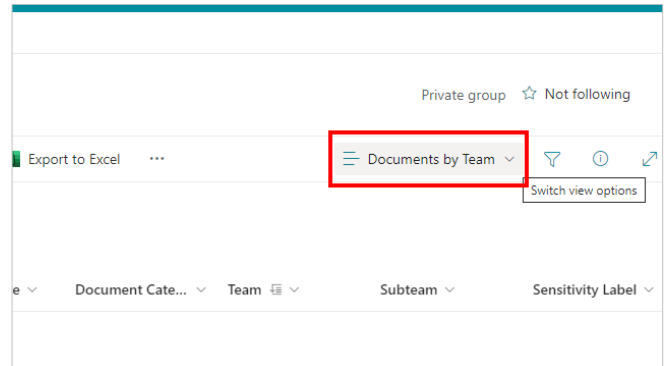 Private group Not following
Export to Excel ··· Documents by Team
Switch view options
e Document Cate... Team Subteam Sensitivity Label